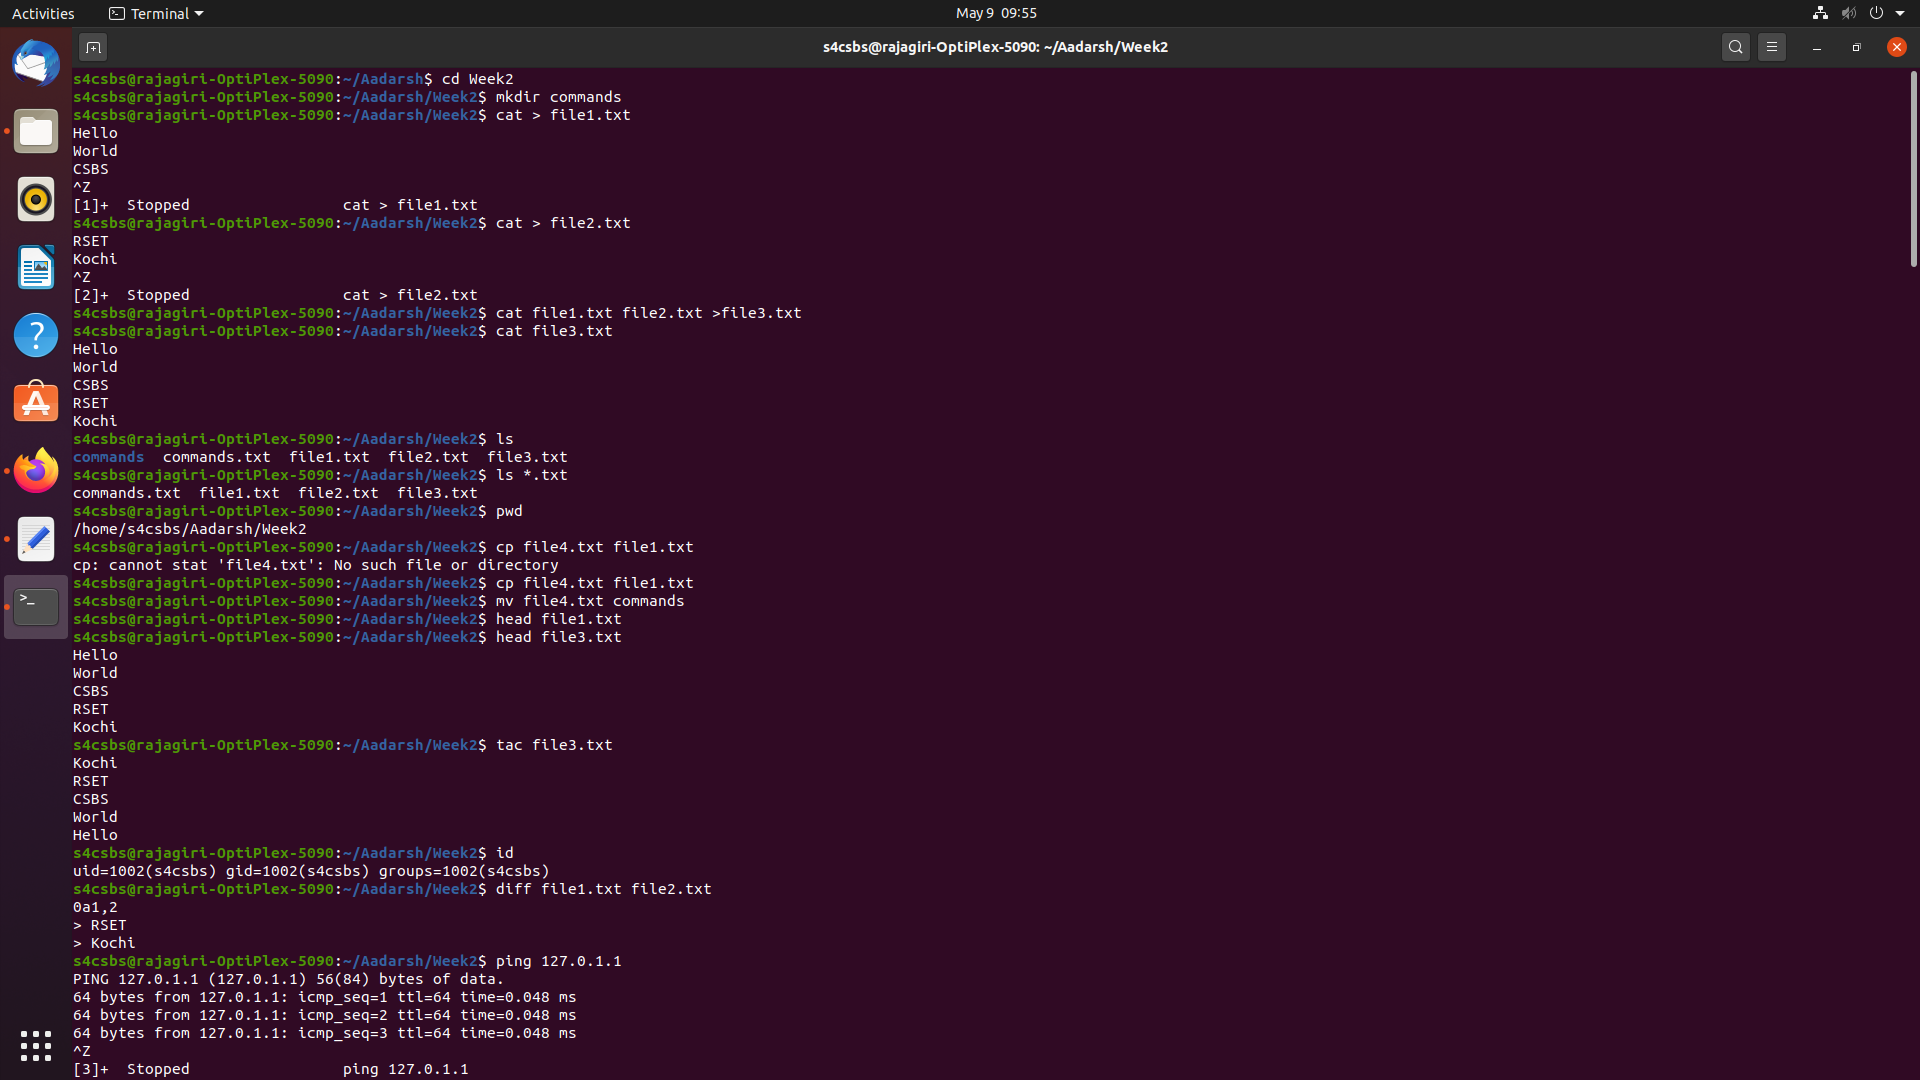 Activities
Terminal
May 9 09:55
s4csbs@rajagiri-OptiPlex-5090: ~/Aadarsh/Week2
s4csbs@rajagiri-OptiPlex-5090:~/Aadarsh$ cd Week2
s4csbs@rajagiri-OptiPlex-5090:~/Aadarsh/Week2$ mkdir commands
s4csbs@rajagiri-OptiPlex-5090:~/Aadarsh/Week2$ cat > file1.txt
Hello
World
CSBS
^Z
[1]+  Stopped                 cat > file1.txt
s4csbs@rajagiri-OptiPlex-5090:~/Aadarsh/Week2$ cat > file2.txt
RSET
Kochi
^Z
[2]+  Stopped                 cat > file2.txt
s4csbs@rajagiri-OptiPlex-5090:~/Aadarsh/Week2$ cat file1.txt file2.txt >file3.txt
s4csbs@rajagiri-OptiPlex-5090:~/Aadarsh/Week2$ cat file3.txt
Hello
World
CSBS
RSET
Kochi
s4csbs@rajagiri-OptiPlex-5090:~/Aadarsh/Week2$ ls
commands  commands.txt  file1.txt  file2.txt  file3.txt
s4csbs@rajagiri-OptiPlex-5090:~/Aadarsh/Week2$ ls *.txt
commands.txt  file1.txt  file2.txt  file3.txt
s4csbs@rajagiri-OptiPlex-5090:~/Aadarsh/Week2$ pwd
/home/s4csbs/Aadarsh/Week2
s4csbs@rajagiri-OptiPlex-5090:~/Aadarsh/Week2$ cp file4.txt file1.txt
cp: cannot stat 'file4.txt': No such file or directory
s4csbs@rajagiri-OptiPlex-5090:~/Aadarsh/Week2$ cp file4.txt file1.txt
s4csbs@rajagiri-OptiPlex-5090:~/Aadarsh/Week2$ mv file4.txt commands
s4csbs@rajagiri-OptiPlex-5090:~/Aadarsh/Week2$ head file1.txt
s4csbs@rajagiri-OptiPlex-5090:~/Aadarsh/Week2$ head file3.txt
Hello
World
CSBS
RSET
Kochi
s4csbs@rajagiri-OptiPlex-5090:~/Aadarsh/Week2$ tac file3.txt
Kochi
RSET
CSBS
World
Hello
s4csbs@rajagiri-OptiPlex-5090:~/Aadarsh/Week2$ id
uid=1002(s4csbs) gid=1002(s4csbs) groups=1002(s4csbs)
s4csbs@rajagiri-OptiPlex-5090:~/Aadarsh/Week2$ diff file1.txt file2.txt
0a1,2
> RSET
> Kochi
s4csbs@rajagiri-OptiPlex-5090:~/Aadarsh/Week2$ ping 127.0.1.1
PING 127.0.1.1 (127.0.1.1) 56(84) bytes of data.
64 bytes from 127.0.1.1: icmp_seq=1 ttl=64 time=0.048 ms
64 bytes from 127.0.1.1: icmp_seq=2 ttl=64 time=0.048 ms
64 bytes from 127.0.1.1: icmp_seq=3 ttl=64 time=0.048 ms
^Z
[3]+  Stopped                 ping 127.0.1.1